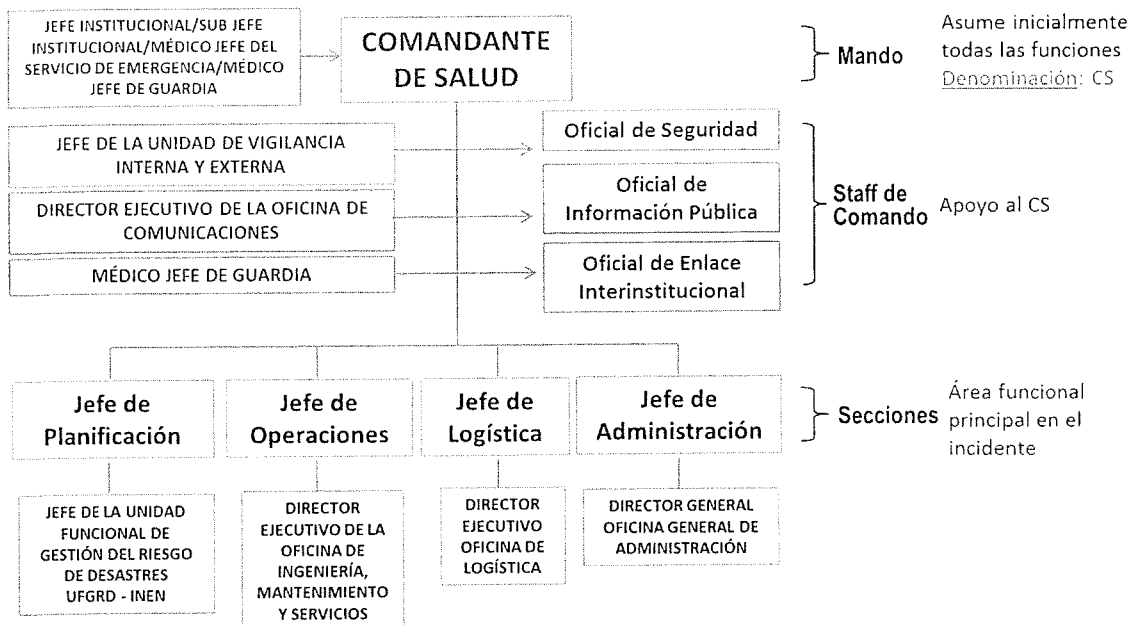 JEFE INSTITUCIONAL/SUB JEFE
INSTITUCIONAL/MÉDICO JEFE DEL
SERVICIO DE EMERGENCIA/MÉDICO
JEFE DE GUARDIA
COMANDANTE
DE SALUD
Mando
Asume inicialmente
todas las funciones
Denominación: CS
JEFE DE LA UNIDAD DE VIGILANCIA
INTERNA Y EXTERNA
Oficial de Seguridad
DIRECTOR EJECUTIVO DE LA OFICINA DE
COMUNICACIONES
Oficial de
Información Pública
MÉDICO JEFE DE GUARDIA
Oficial de Enlace
Interinstitucional
Staff de
Comando
Apoyo al CS
Jefe de
Planificación
Jefe de
Operaciones
Jefe de
Logística
Jefe de
Administración
Secciones
Área funcional
principal en el
incidente
JEFE DE LA UNIDAD
FUNCIONAL DE
GESTIÓN DEL RIESGO
DE DESASTRES
UFGRD - INEN
DIRECTOR
EJECUTIVO DE LA
OFICINA DE
INGENIERÍA,
MANTENIMIENTO
Y SERVICIOS
DIRECTOR
EJECUTIVO
OFICINA DE
LOGÍSTICA
DIRECTOR GENERAL
OFICINA GENERAL DE
ADMINISTRACIÓN